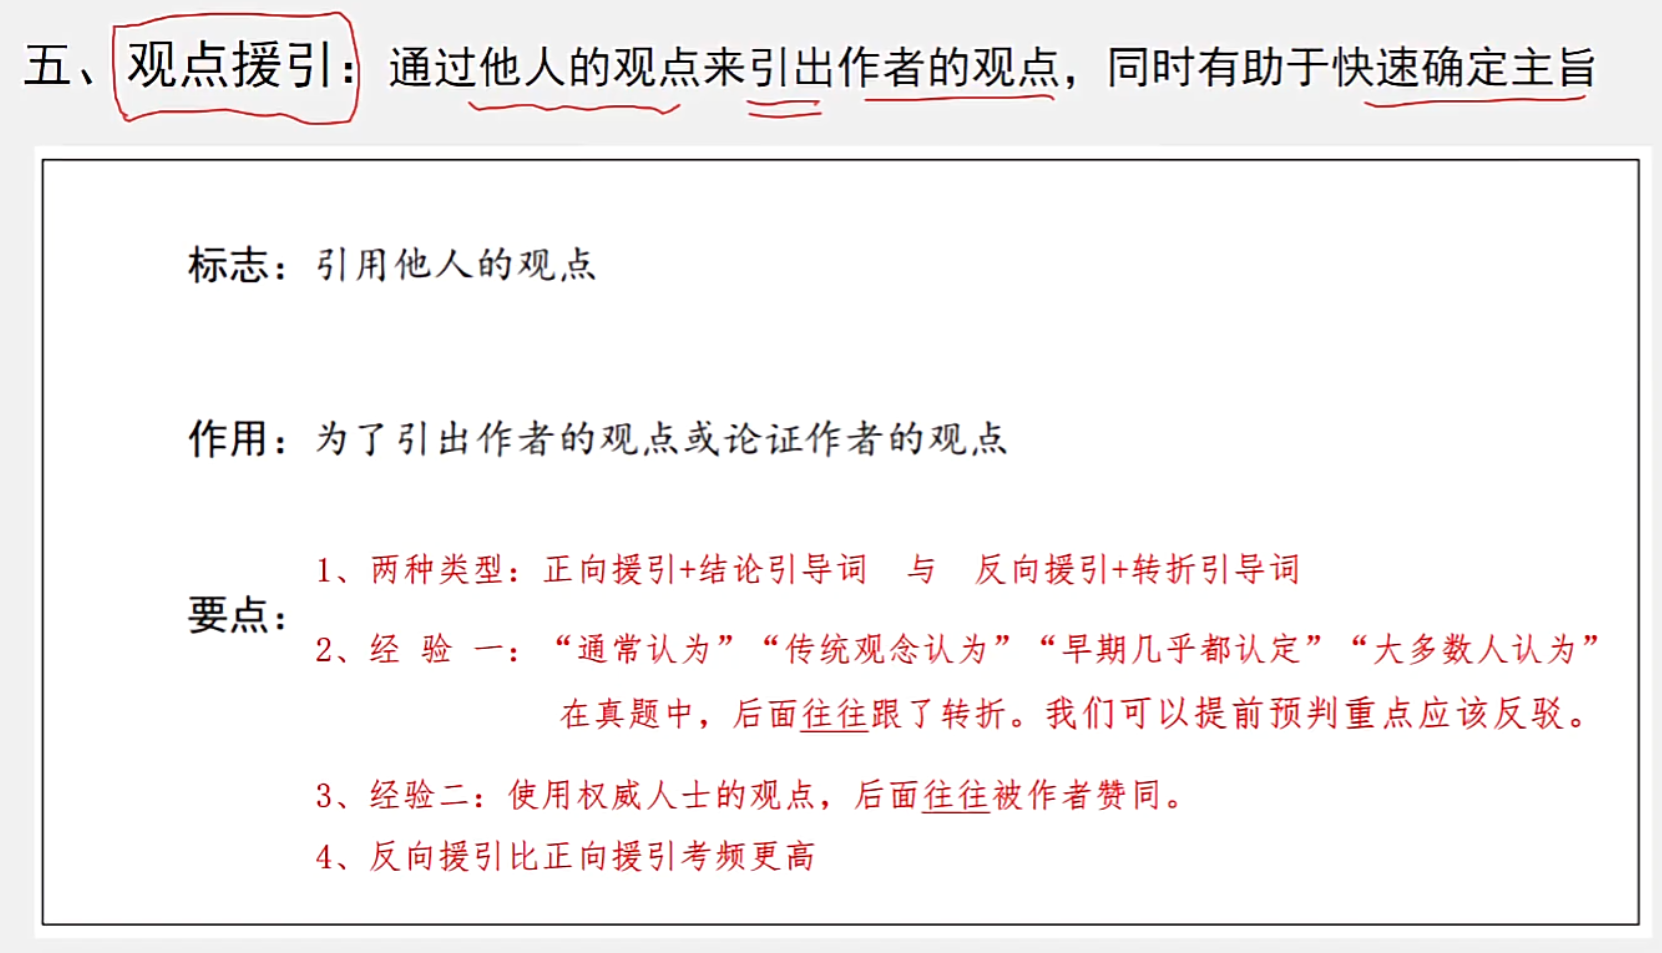 五、观点援引：通过他人的观点来引出作者的观点，同时有助于快速确定主旨
标志：引用他人的观点
作用：为了引出作者的观点或论证作者的观点
要点：
1、两种类型：正向援引+结论引导词　与　反向援引+转折引导词
2、经 验 一：“通常认为”“传统观念认为”“早期几乎都认定”“大多数人认为”
在真题中，后面往往跟了转折。我们可以提前预判重点应该反驳。
3、经验二：使用权威人士的观点，后面往往被作者赞同。
4、反向援引比正向援引考频更高